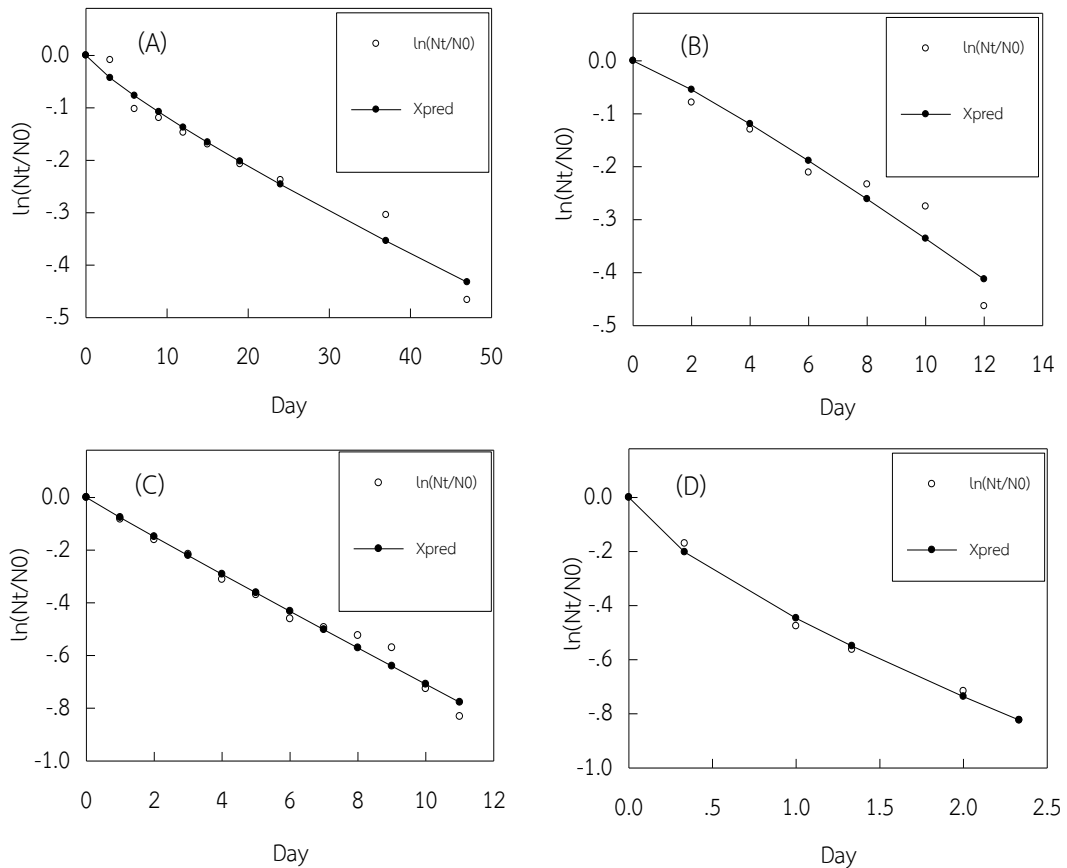 (A)
ln(Nt/N0)
Xpred
0.0
-.1
-.2
-.3
-.4
-.5
ln(Nt/N0)
0 10 20 30 40 50
Day
(B)
ln(Nt/N0)
Xpred
0.0
-.1
-.2
-.3
-.4
-.5
ln(Nt/N0)
0 2 4 6 8 10 12 14
Day
(C)
ln(Nt/N0)
Xpred
0.0
-.2
-.4
-.6
-.8
-1.0
ln(Nt/N0)
0 2 4 6 8 10 12
Day
(D)
ln(Nt/N0)
Xpred
0.0
-.2
-.4
-.6
-.8
-1.0
ln(Nt/N0)
0.0 .5 1.0 1.5 2.0 2.5
Day